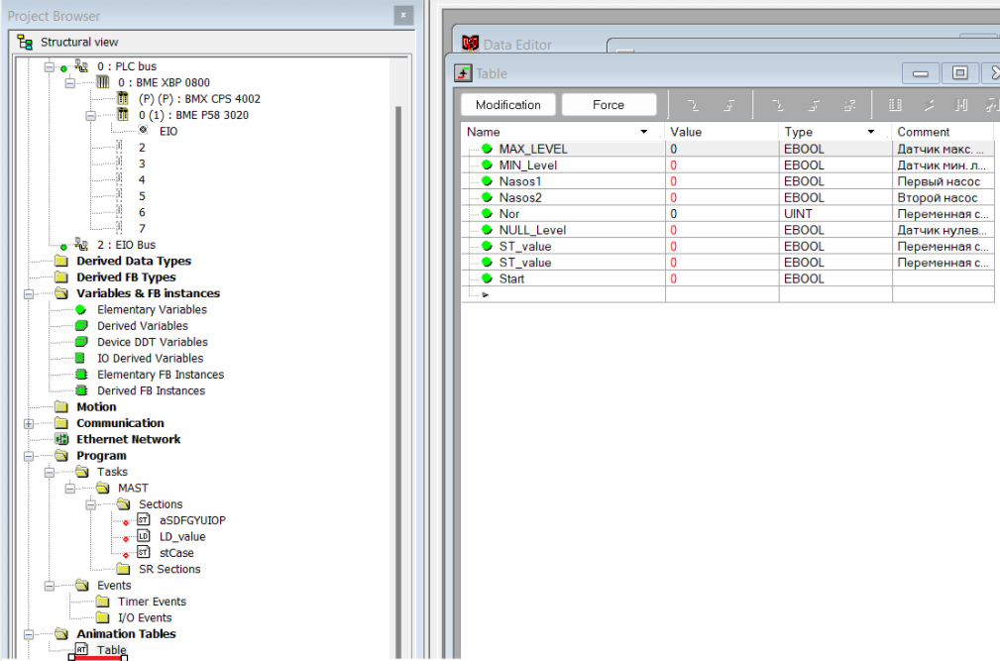 Project Browser
Structural view
0 : PLC bus
0 : BME XBP 0800
(P) (P) : BMX CPS 4002
0 (1) : BME P58 3020
EIO
2
3
4
5
6
7
2 : EIO Bus
Derived Data Types
Derived FB Types
Variables & FB instances
Elementary Variables
Derived Variables
Device DDT Variables
IO Derived Variables
Elementary FB Instances
Derived FB Instances
Motion
Communication
Ethernet Network
Program
Tasks
MAST
Sections
ST aSDFGYUIOP
LD LD_value
ST stCase
SR Sections
Events
Timer Events
I/O Events
Animation Tables
AT Table
Data Editor
Table
Modification Force
Name Value Type Comment
MAX_LEVEL 0 EBOOL Датчик макс. ...
MIN_Level 0 EBOOL Датчик мин. л...
Nasos1 0 EBOOL Первый насос
Nasos2 0 EBOOL Второй насос
Nor 0 UINT Переменная с...
NULL_Level 0 EBOOL Датчик нулев...
ST_value 0 EBOOL Переменная с...
ST_value 0 EBOOL Переменная с...
Start 0 EBOOL